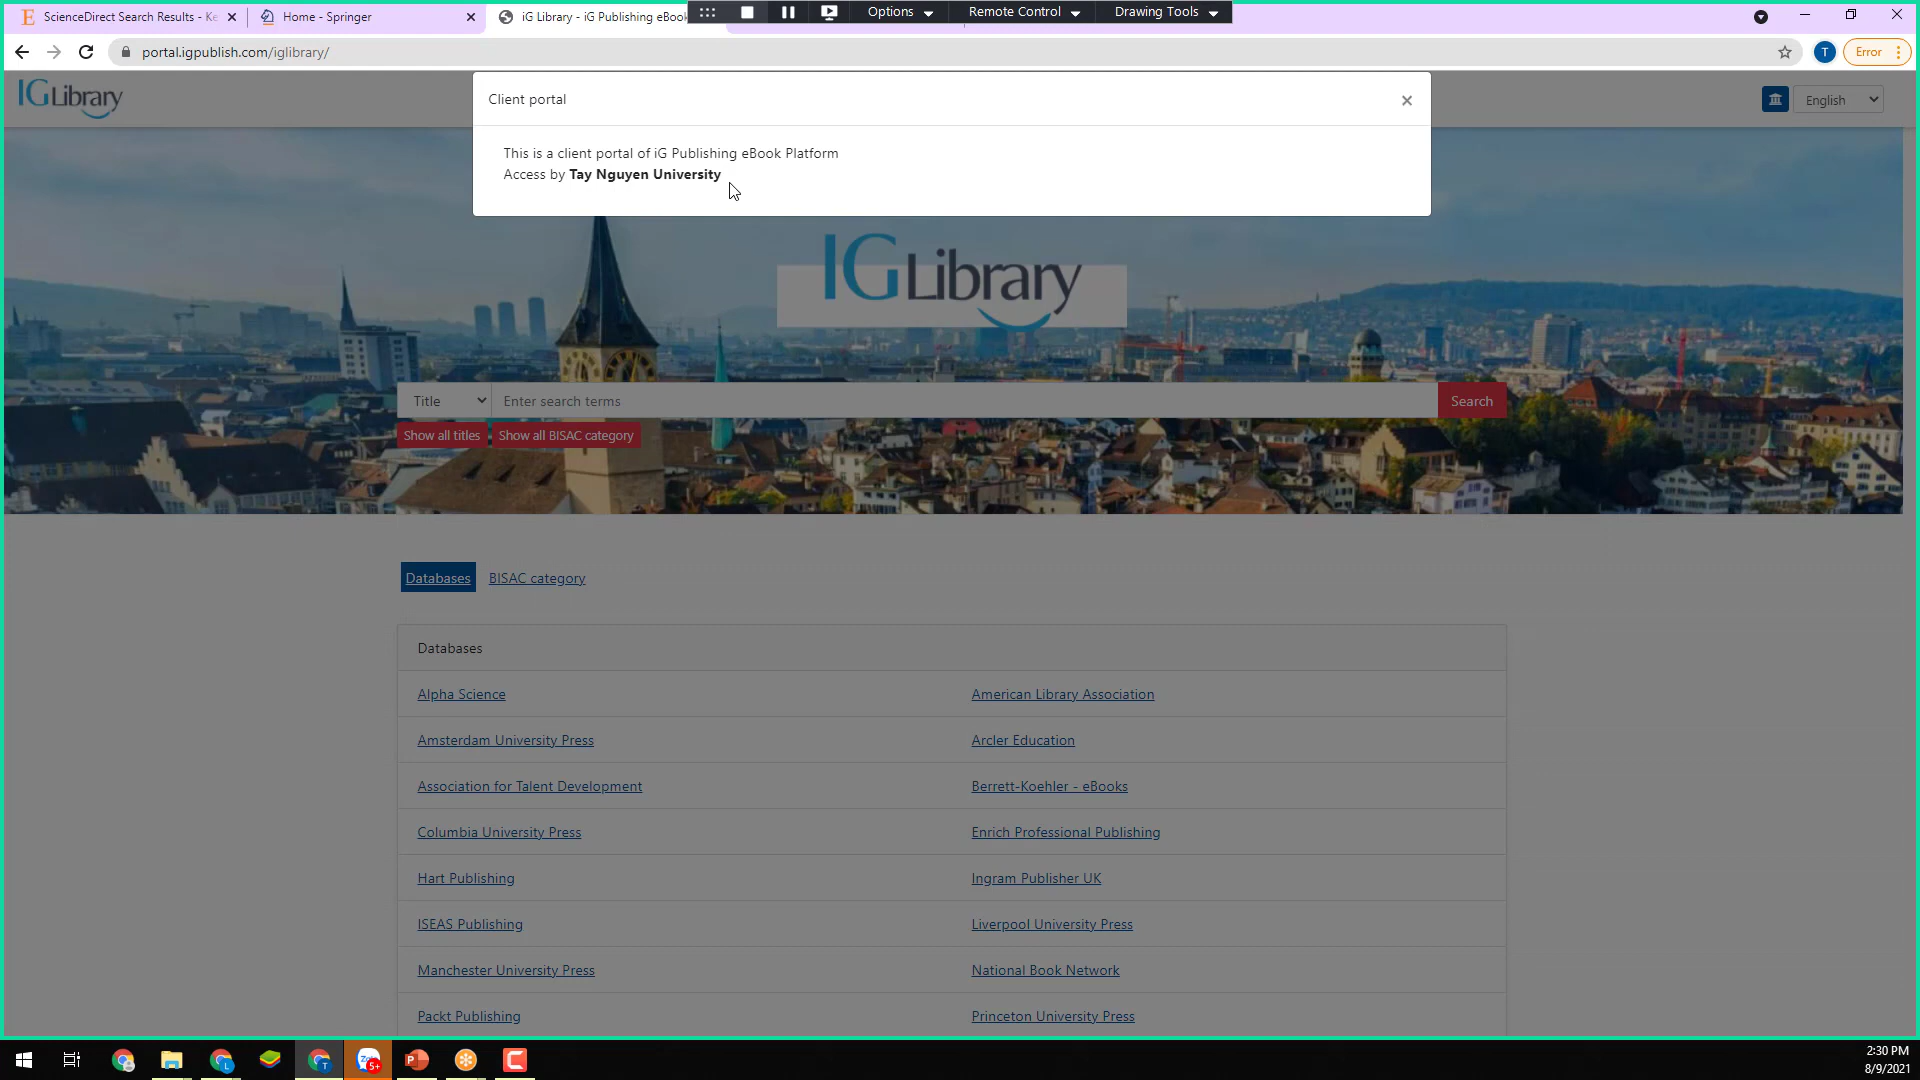 ScienceDirect Search Results - Ke
Home - Springer
iG Library - iG Publishing eBook
Options
Remote Control
Drawing Tools
portal.igpublish.com/iglibrary/
T
Error
IGLibrary
Client portal
English
This is a client portal of iG Publishing eBook Platform
Access by Tay Nguyen University
IGLibrary
Title
Enter search terms
Search
Show all titles
Show all BISAC category
Databases
BISAC category
Databases
Alpha Science
American Library Association
Amsterdam University Press
Arcler Education
Association for Talent Development
Berrett-Koehler - eBooks
Columbia University Press
Enrich Professional Publishing
Hart Publishing
Ingram Publisher UK
ISEAS Publishing
Liverpool University Press
Manchester University Press
National Book Network
Packt Publishing
Princeton University Press
2:30 PM
8/9/2021